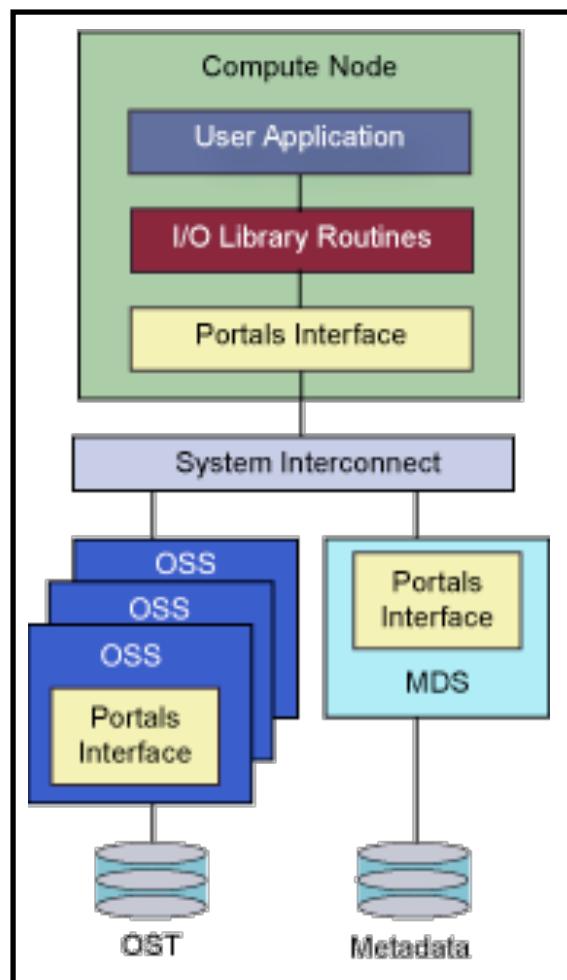 Compute Node
User Application
I/O Library Routines
Portals Interface
System Interconnect
OSS
OSS
OSS
Portals
Interface
Portals
Interface
MDS
OST
Metadata